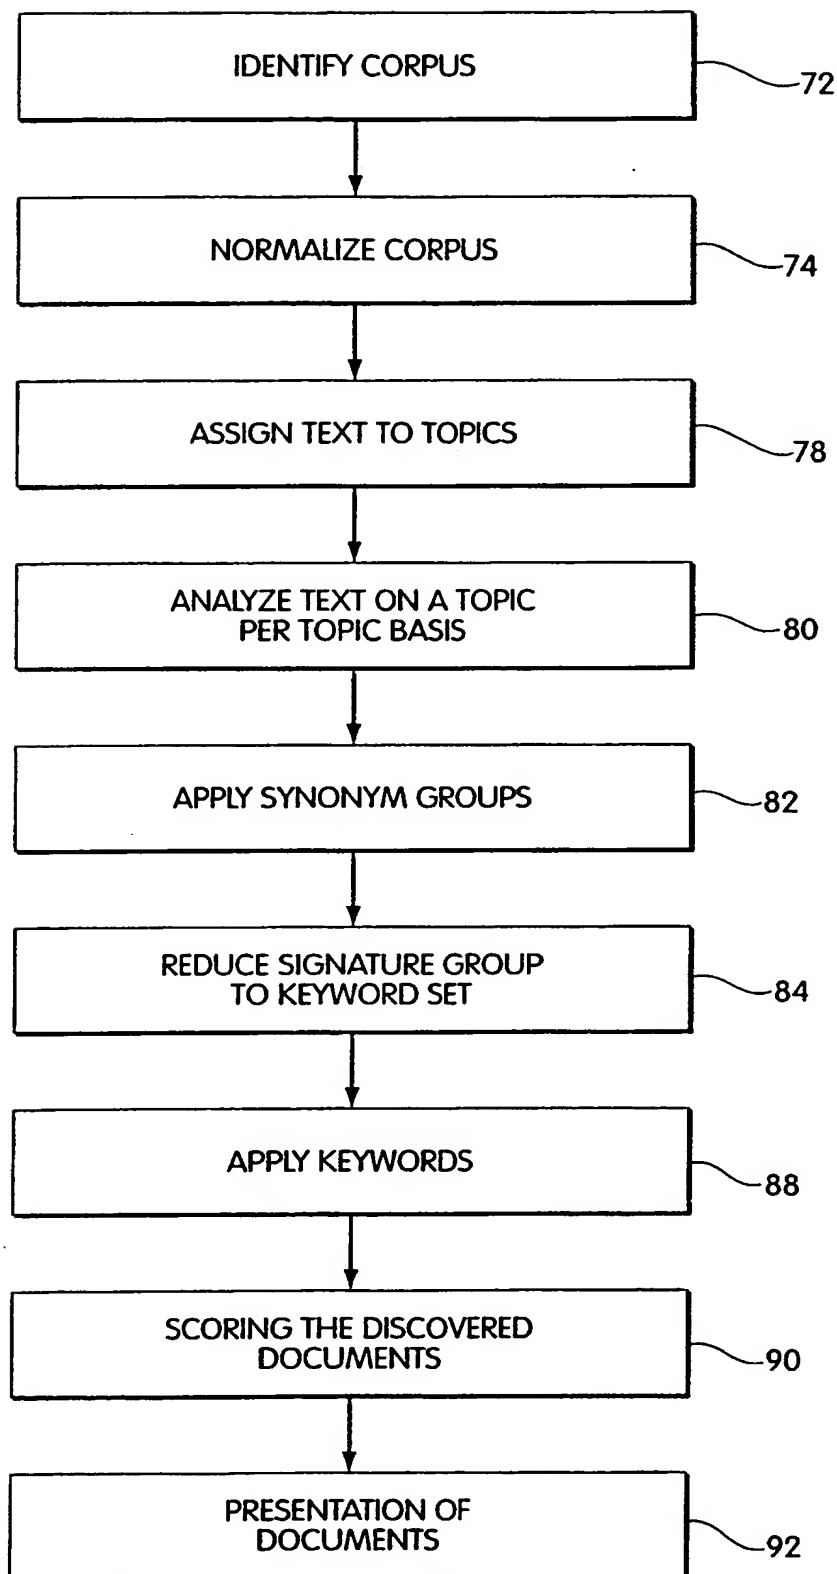 IDENTIFY CORPUS
72
NORMALIZE CORPUS
74
ASSIGN TEXT TO TOPICS
78
ANALYZE TEXT ON A TOPIC
PER TOPIC BASIS
80
APPLY SYNONYM GROUPS
82
REDUCE SIGNATURE GROUP
TO KEYWORD SET
84
APPLY KEYWORDS
88
SCORING THE DISCOVERED
DOCUMENTS
90
PRESENTATION OF
DOCUMENTS
92